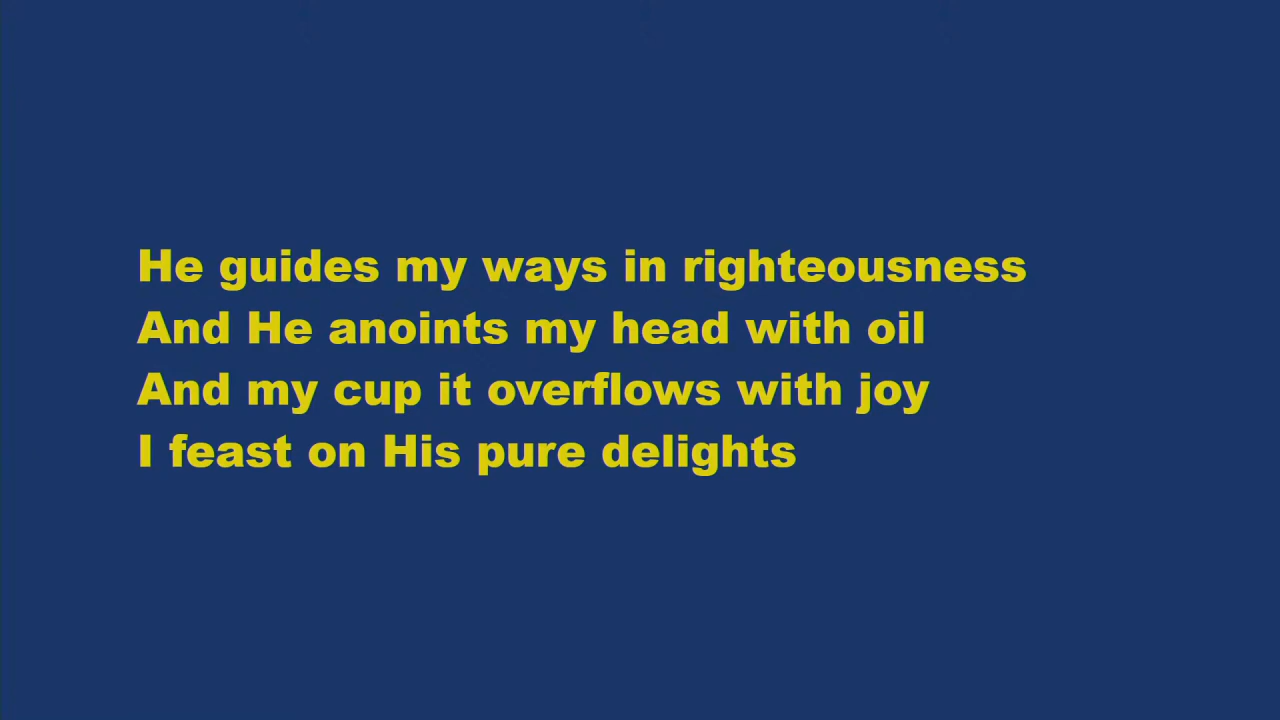 He guides my ways in righteousness
And He anoints my head with oil
And my cup it overflows with joy
I feast on His pure delights